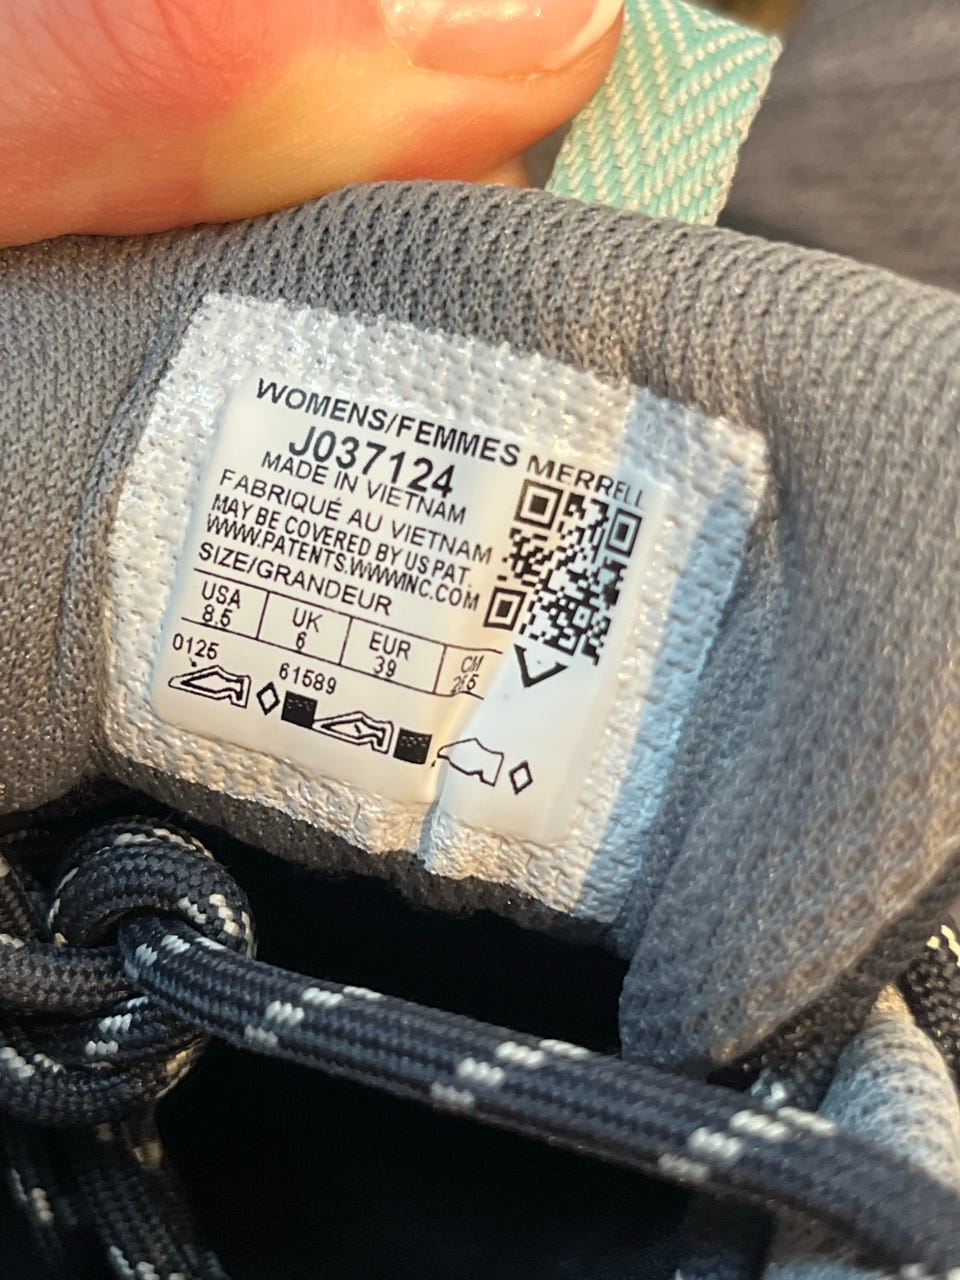 WOMENS/FEMMES
J037124
MERRELL
MADE IN VIETNAM
FABRIQUÉ AU VIETNAM
MAY BE COVERED BY US PAT.
WWW.PATENTS.WWWINC.COM
SIZE/GRANDEUR
USA UK EUR CM
8.5 6 39
0125 61589